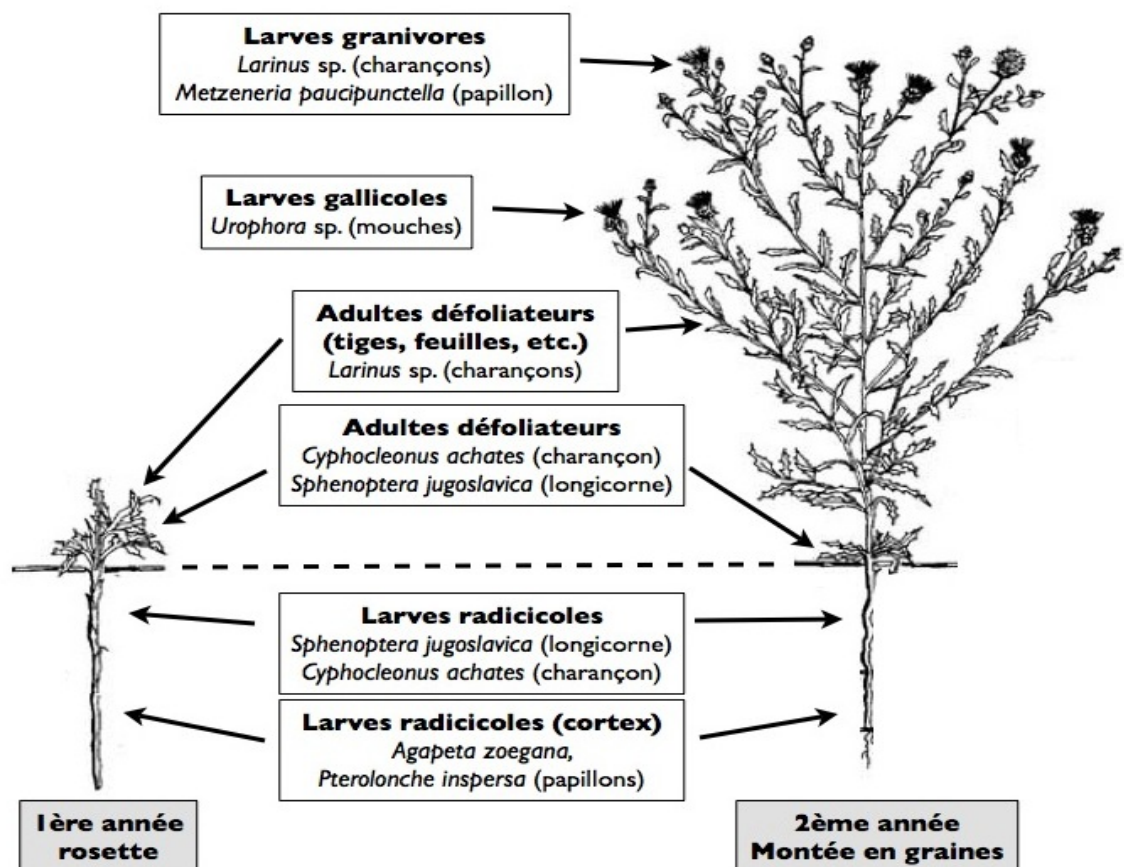 Larves granivores
Larinus sp. (charançons)
Metzeneria paucipunctella (papillon)
Larves gallicoles
Urophora sp. (mouches)
Adultes défoliateurs
(tiges, feuilles, etc.)
Larinus sp. (charançons)
Adultes défoliateurs
Cyphocleonus achates (charançon)
Sphenoptera jugoslavica (longicorne)
Larves radicicoles
Sphenoptera jugoslavica (longicorne)
Cyphocleonus achates (charançon)
Larves radicicoles (cortex)
Agapeta zoegana,
Pterolonche inspersa (papillons)
1ère année
rosette
2ème année
Montée en graines